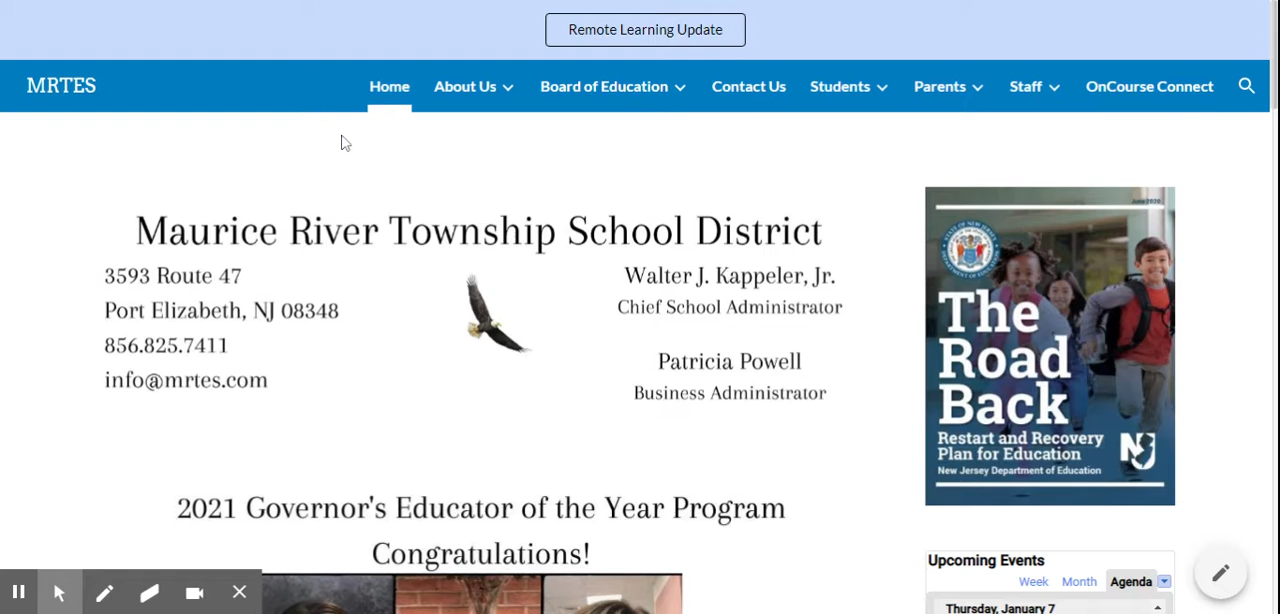 Remote Learning Update
MRTES
Home About Us Board of Education Contact Us Students Parents Staff OnCourse Connect
Maurice River Township School District
3593 Route 47
Port Elizabeth, NJ 08348
856.825.7411
info@mrtes.com
Walter J. Kappeler, Jr.
Chief School Administrator
Patricia Powell
Business Administrator
2021 Governor's Educator of the Year Program
Congratulations!
June 2020
The
Road
Back
Restart and Recovery
Plan for Education
New Jersey Department of Education
NJ
Upcoming Events
Week Month Agenda
Thursday, January 7